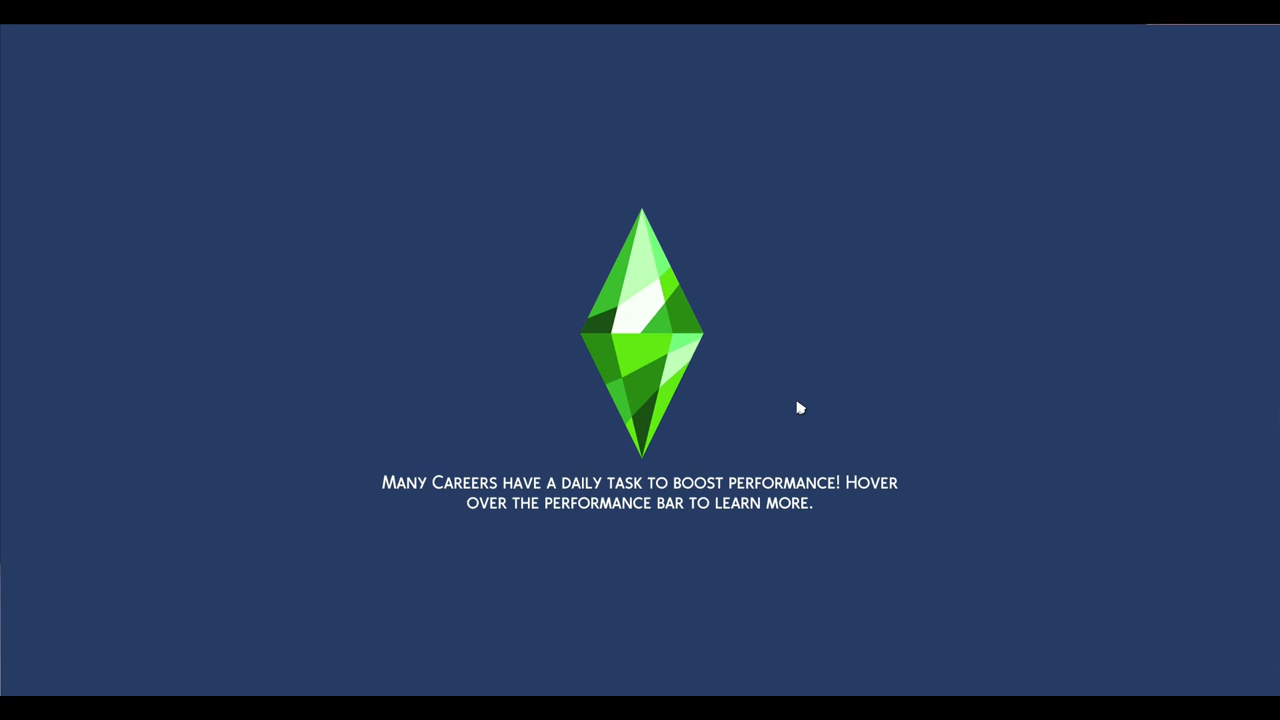 Many Careers have a daily task to boost performance! Hover
over the performance bar to learn more.